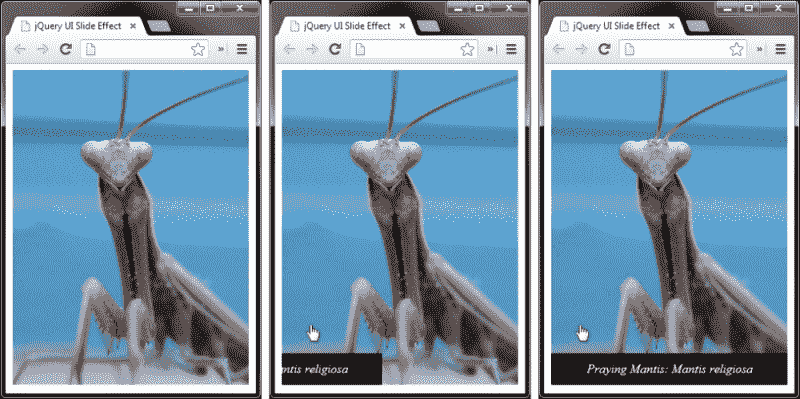 jQuery UI Slide Effect
jQuery UI Slide Effect
jQuery UI Slide Effect
ntis religiosa
Praying Mantis: Mantis religiosa